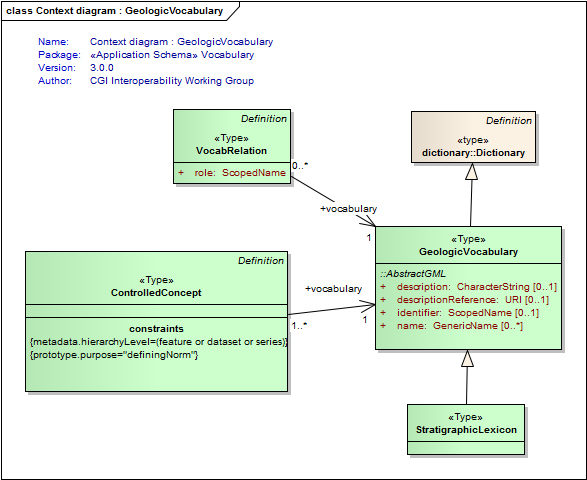 class Context diagram : GeologicVocabulary
Name: Context diagram : GeologicVocabulary
Package: «Application Schema» Vocabulary
Version: 3.0.0
Author: CGI Interoperability Working Group
Definition
«Type»
VocabRelation
+ role: ScopedName
0..*
+vocabulary
1
Definition
«type»
dictionary::Dictionary
«Type»
GeologicVocabulary
::AbstractGML
+ description: CharacterString [0..1]
+ descriptionReference: URI [0..1]
+ identifier: ScopedName [0..1]
+ name: GenericName [0..*]
Definition
«Type»
ControlledConcept
constraints
{metadata.hierarchyLevel=(feature or dataset or series)}
{prototype.purpose="definingNorm"}
+vocabulary
1..*
1
«Type»
StratigraphicLexicon